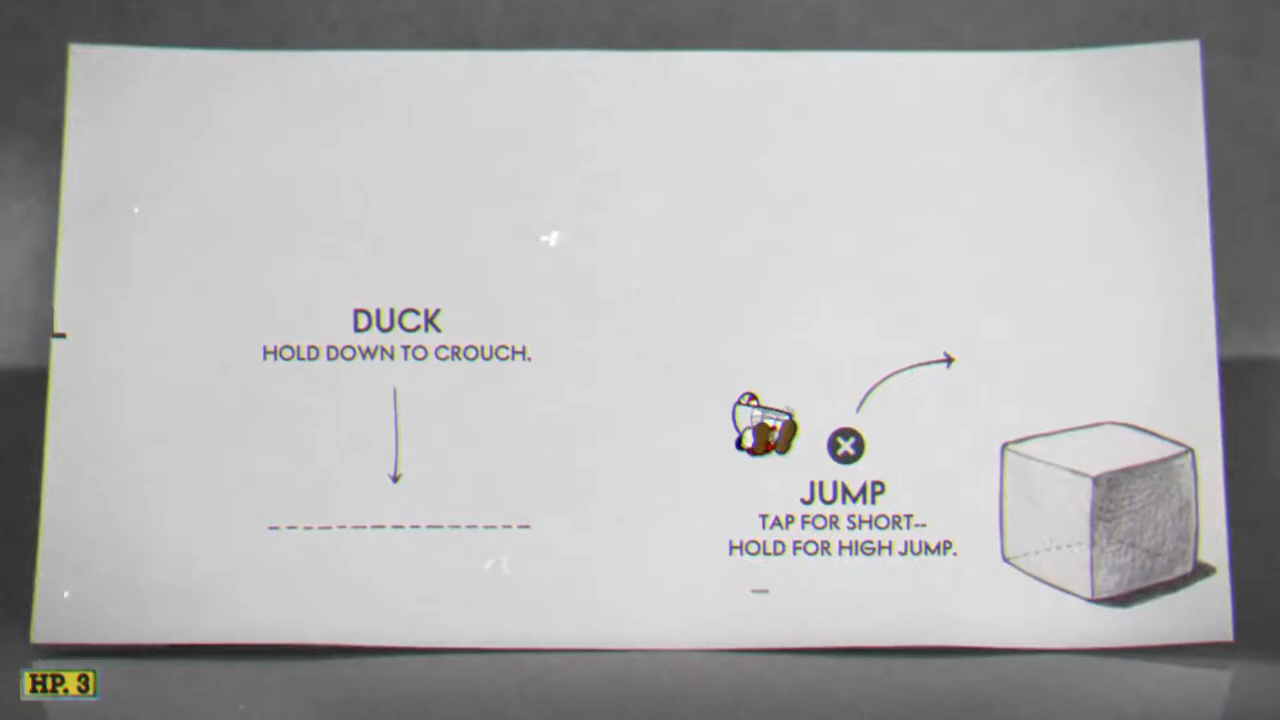 DUCK
HOLD DOWN TO CROUCH.
JUMP
TAP FOR SHORT--
HOLD FOR HIGH JUMP.
HP. 3